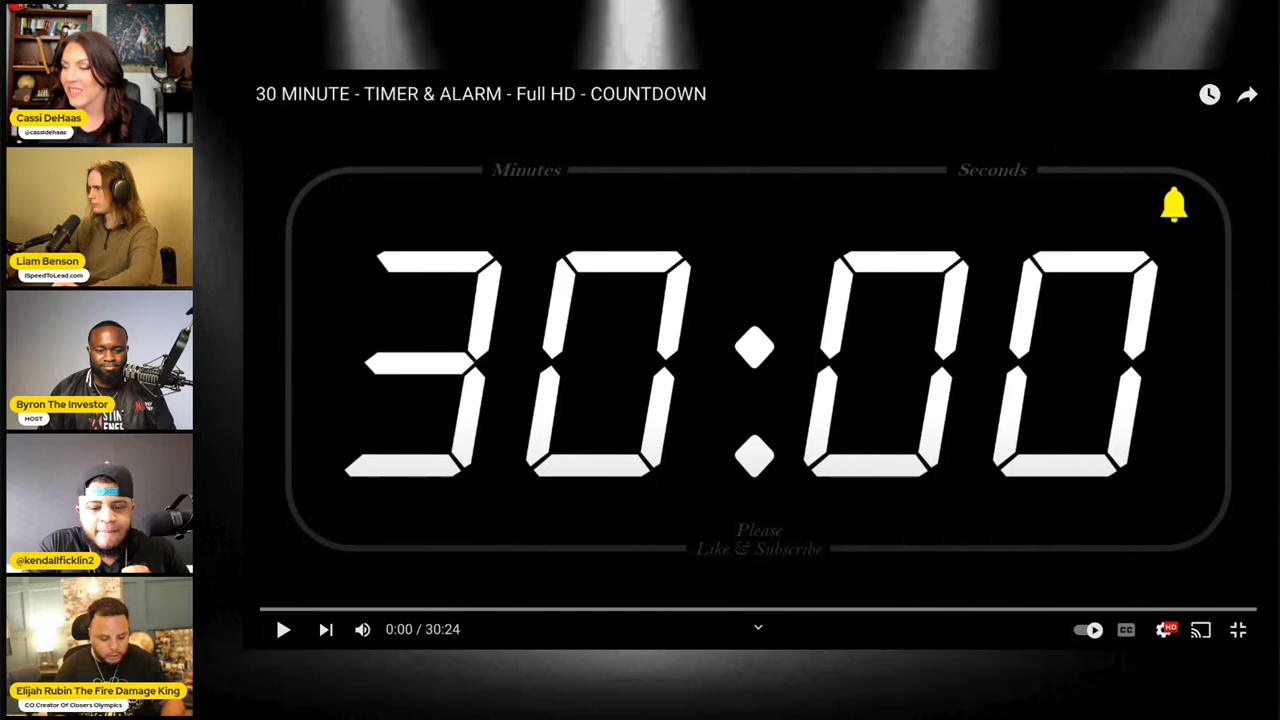 Cassi DeHaas
@cassidehaas
Liam Benson
iSpeedToLead.com
Byron The Investor
HOST
@kendallficklin2
Elijah Rubin The Fire Damage King
CO Creator Of Closers Olympics
30 MINUTE - TIMER & ALARM - Full HD - COUNTDOWN
Minutes
Seconds
30:00
Please
Like & Subscribe
0:00 / 30:24
CC
HD